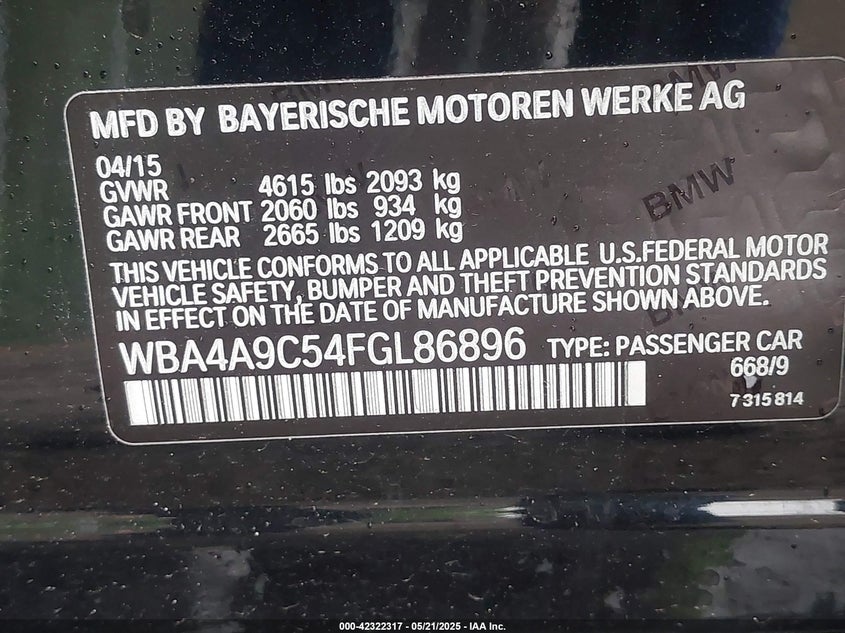 MFD BY BAYERISCHE MOTOREN WERKE AG
04/15
GVWR 4615 lbs 2093 kg
GAWR FRONT 2060 lbs 934 kg
GAWR REAR 2665 lbs 1209 kg
THIS VEHICLE CONFORMS TO ALL APPLICABLE U.S.FEDERAL MOTOR
VEHICLE SAFETY, BUMPER AND THEFT PREVENTION STANDARDS
IN EFFECT ON THE DATE OF MANUFACTURE SHOWN ABOVE.
WBA4A9C54FGL86896 TYPE: PASSENGER CAR
668/9
7 315 814
BMW
BMW
BMW
000-42322317 - 05/21/2025 - IAA Inc.